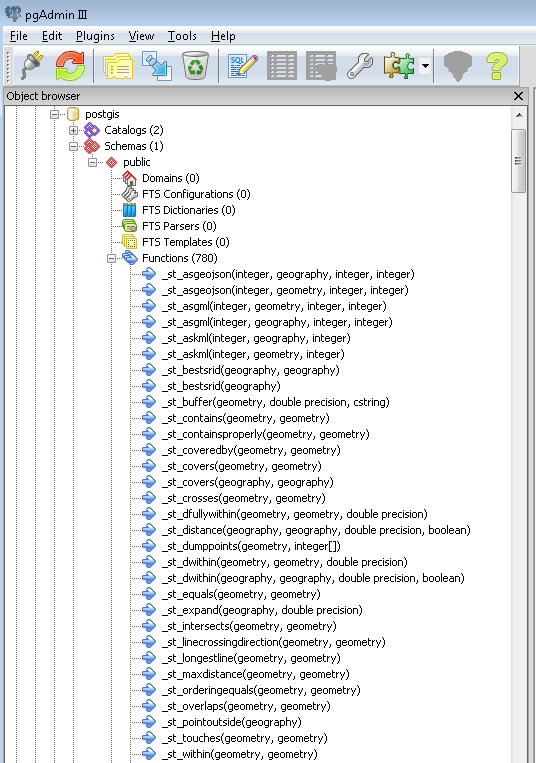 pgAdmin III
File Edit Plugins View Tools Help
Object browser
postgis
Catalogs (2)
Schemas (1)
public
Domains (0)
FTS Configurations (0)
FTS Dictionaries (0)
FTS Parsers (0)
FTS Templates (0)
Functions (780)
_st_asgeojson(integer, geography, integer, integer)
_st_asgeojson(integer, geometry, integer, integer)
_st_asgml(integer, geometry, integer, integer)
_st_asgml(integer, geography, integer, integer)
_st_askml(integer, geography, integer)
_st_askml(integer, geometry, integer)
_st_bestsrid(geography, geography)
_st_bestsrid(geography)
_st_buffer(geometry, double precision, cstring)
_st_contains(geometry, geometry)
_st_containsproperly(geometry, geometry)
_st_coveredby(geometry, geometry)
_st_covers(geometry, geometry)
_st_covers(geography, geography)
_st_crosses(geometry, geometry)
_st_dfullywithin(geometry, geometry, double precision)
_st_distance(geography, geography, double precision, boolean)
_st_dumppoints(geometry, integer[])
_st_dwithin(geometry, geometry, double precision)
_st_dwithin(geography, geography, double precision, boolean)
_st_equals(geometry, geometry)
_st_expand(geography, double precision)
_st_intersects(geometry, geometry)
_st_linecrossingdirection(geometry, geometry)
_st_longestline(geometry, geometry)
_st_maxdistance(geometry, geometry)
_st_orderingequals(geometry, geometry)
_st_overlaps(geometry, geometry)
_st_pointoutside(geography)
_st_touches(geometry, geometry)
_st_within(geometry, geometry)